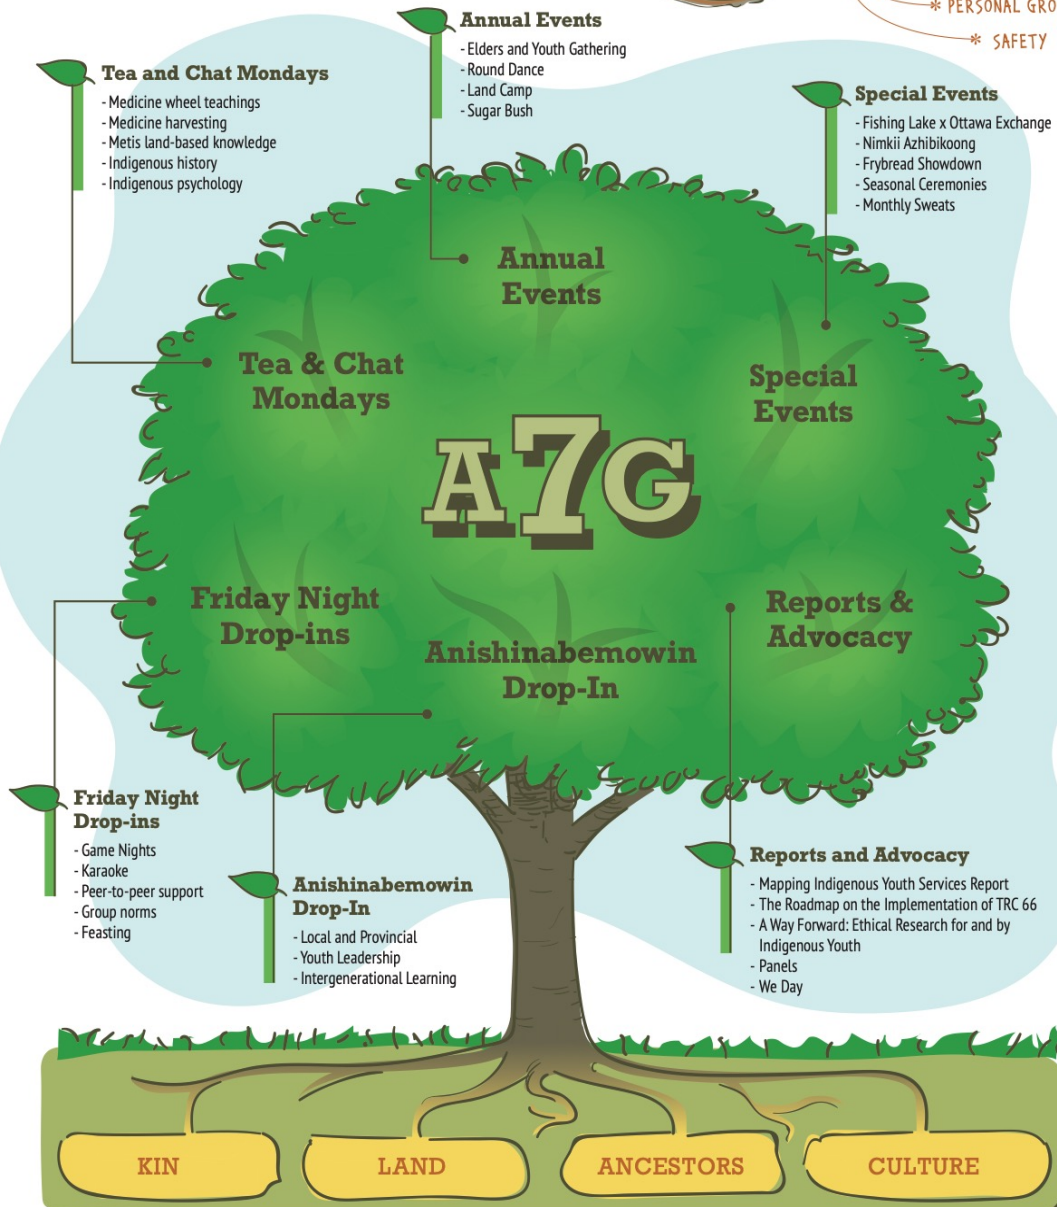 * PERSONAL GRO
* SAFETY
Annual Events
- Elders and Youth Gathering
- Round Dance
- Land Camp
- Sugar Bush
Tea and Chat Mondays
- Medicine wheel teachings
- Medicine harvesting
- Metis land-based knowledge
- Indigenous history
- Indigenous psychology
Special Events
- Fishing Lake x Ottawa Exchange
- Nimkii Azhibikoong
- Frybread Showdown
- Seasonal Ceremonies
- Monthly Sweats
Annual
Events
Tea & Chat
Mondays
Special
Events
A7G
Friday Night
Drop-ins
Anishinabemowin
Drop-In
Reports &
Advocacy
Friday Night
Drop-ins
- Game Nights
- Karaoke
- Peer-to-peer support
- Group norms
- Feasting
Anishinabemowin
Drop-In
- Local and Provincial
- Youth Leadership
- Intergenerational Learning
Reports and Advocacy
- Mapping Indigenous Youth Services Report
- The Roadmap on the Implementation of TRC 66
- A Way Forward: Ethical Research for and by
Indigenous Youth
- Panels
- We Day
KIN
LAND
ANCESTORS
CULTURE